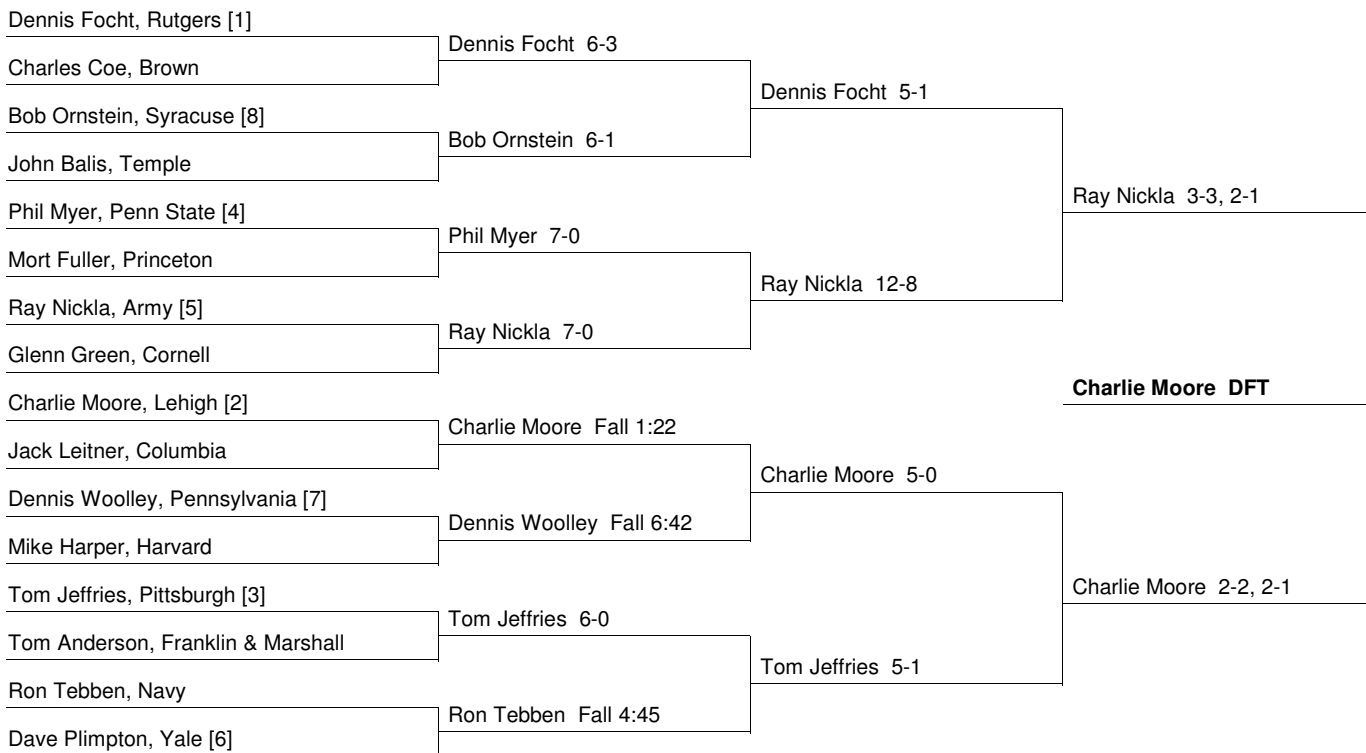 Dennis Focht, Rutgers [1]
Charles Coe, Brown
Bob Ornstein, Syracuse [8]
John Balis, Temple
Phil Myer, Penn State [4]
Mort Fuller, Princeton
Ray Nickla, Army [5]
Glenn Green, Cornell
Charlie Moore, Lehigh [2]
Jack Leitner, Columbia
Dennis Woolley, Pennsylvania [7]
Mike Harper, Harvard
Tom Jeffries, Pittsburgh [3]
Tom Anderson, Franklin & Marshall
Ron Tebben, Navy
Dave Plimpton, Yale [6]
Dennis Focht 6-3
Bob Ornstein 6-1
Phil Myer 7-0
Ray Nickla 7-0
Charlie Moore Fall 1:22
Dennis Woolley Fall 6:42
Tom Jeffries 6-0
Ron Tebben Fall 4:45
Dennis Focht 5-1
Ray Nickla 12-8
Charlie Moore 5-0
Tom Jeffries 5-1
Ray Nickla 3-3, 2-1
Charlie Moore DFT
Charlie Moore 2-2, 2-1